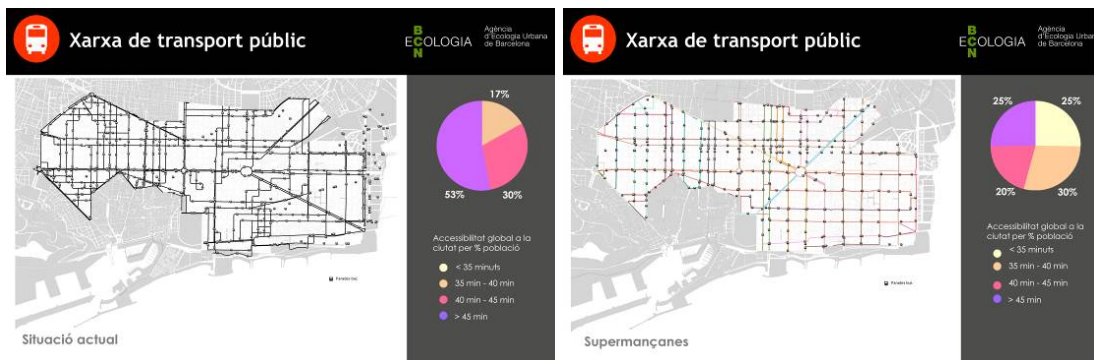 Xarxa de transport públic
BCN
ECOLOGIA
Agència
d'Ecologia Urbana
de Barcelona
17%
53%
30%
Accessibilitat global a la
ciutat per % població
< 35 minuts
35 min - 40 min
40 min - 45 min
> 45 min
Situació actual
Xarxa de transport públic
BCN
ECOLOGIA
Agència
d'Ecologia Urbana
de Barcelona
25%
25%
20%
30%
Accessibilitat global a la
ciutat per % població
< 35 minuts
35 min - 40 min
40 min - 45 min
> 45 min
Supermançanes